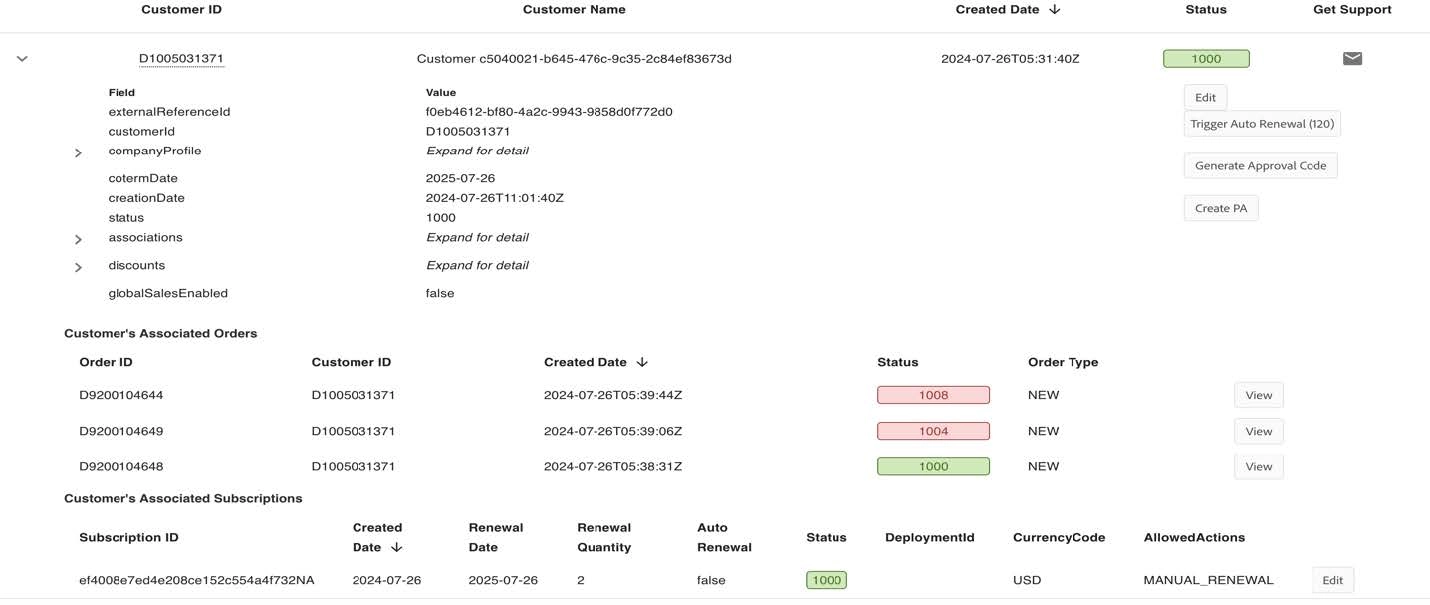 Customer ID Customer Name Created Date ↓ Status Get Support
D1005031371 Customer c5040021-b645-476c-9c35-2c84ef83673d 2024-07-26T05:31:40Z 1000
Field Value
Edit
externalReferenceId f0eb4612-bf80-4a2c-9943-9858d0f772d0
Trigger Auto Renewal (120)
customerId D1005031371
companyProfile Expand for detail
Generate Approval Code
cotermDate 2025-07-26
creationDate 2024-07-26T11:01:40Z
Create PA
status 1000
associations Expand for detail
discounts Expand for detail
globalSalesEnabled false
Customer's Associated Orders
Order ID Customer ID Created Date ↓ Status Order Type
D9200104644 D1005031371 2024-07-26T05:39:44Z 1008 NEW View
D9200104649 D1005031371 2024-07-26T05:39:06Z 1004 NEW View
D9200104648 D1005031371 2024-07-26T05:38:31Z 1000 NEW View
Customer's Associated Subscriptions
Subscription ID Created Date ↓ Renewal Date Renewal Quantity Auto Renewal Status DeploymentId CurrencyCode AllowedActions
ef4008e7ed4e208ce152c554a4f732NA 2024-07-26 2025-07-26 2 false 1000 USD MANUAL_RENEWAL Edit